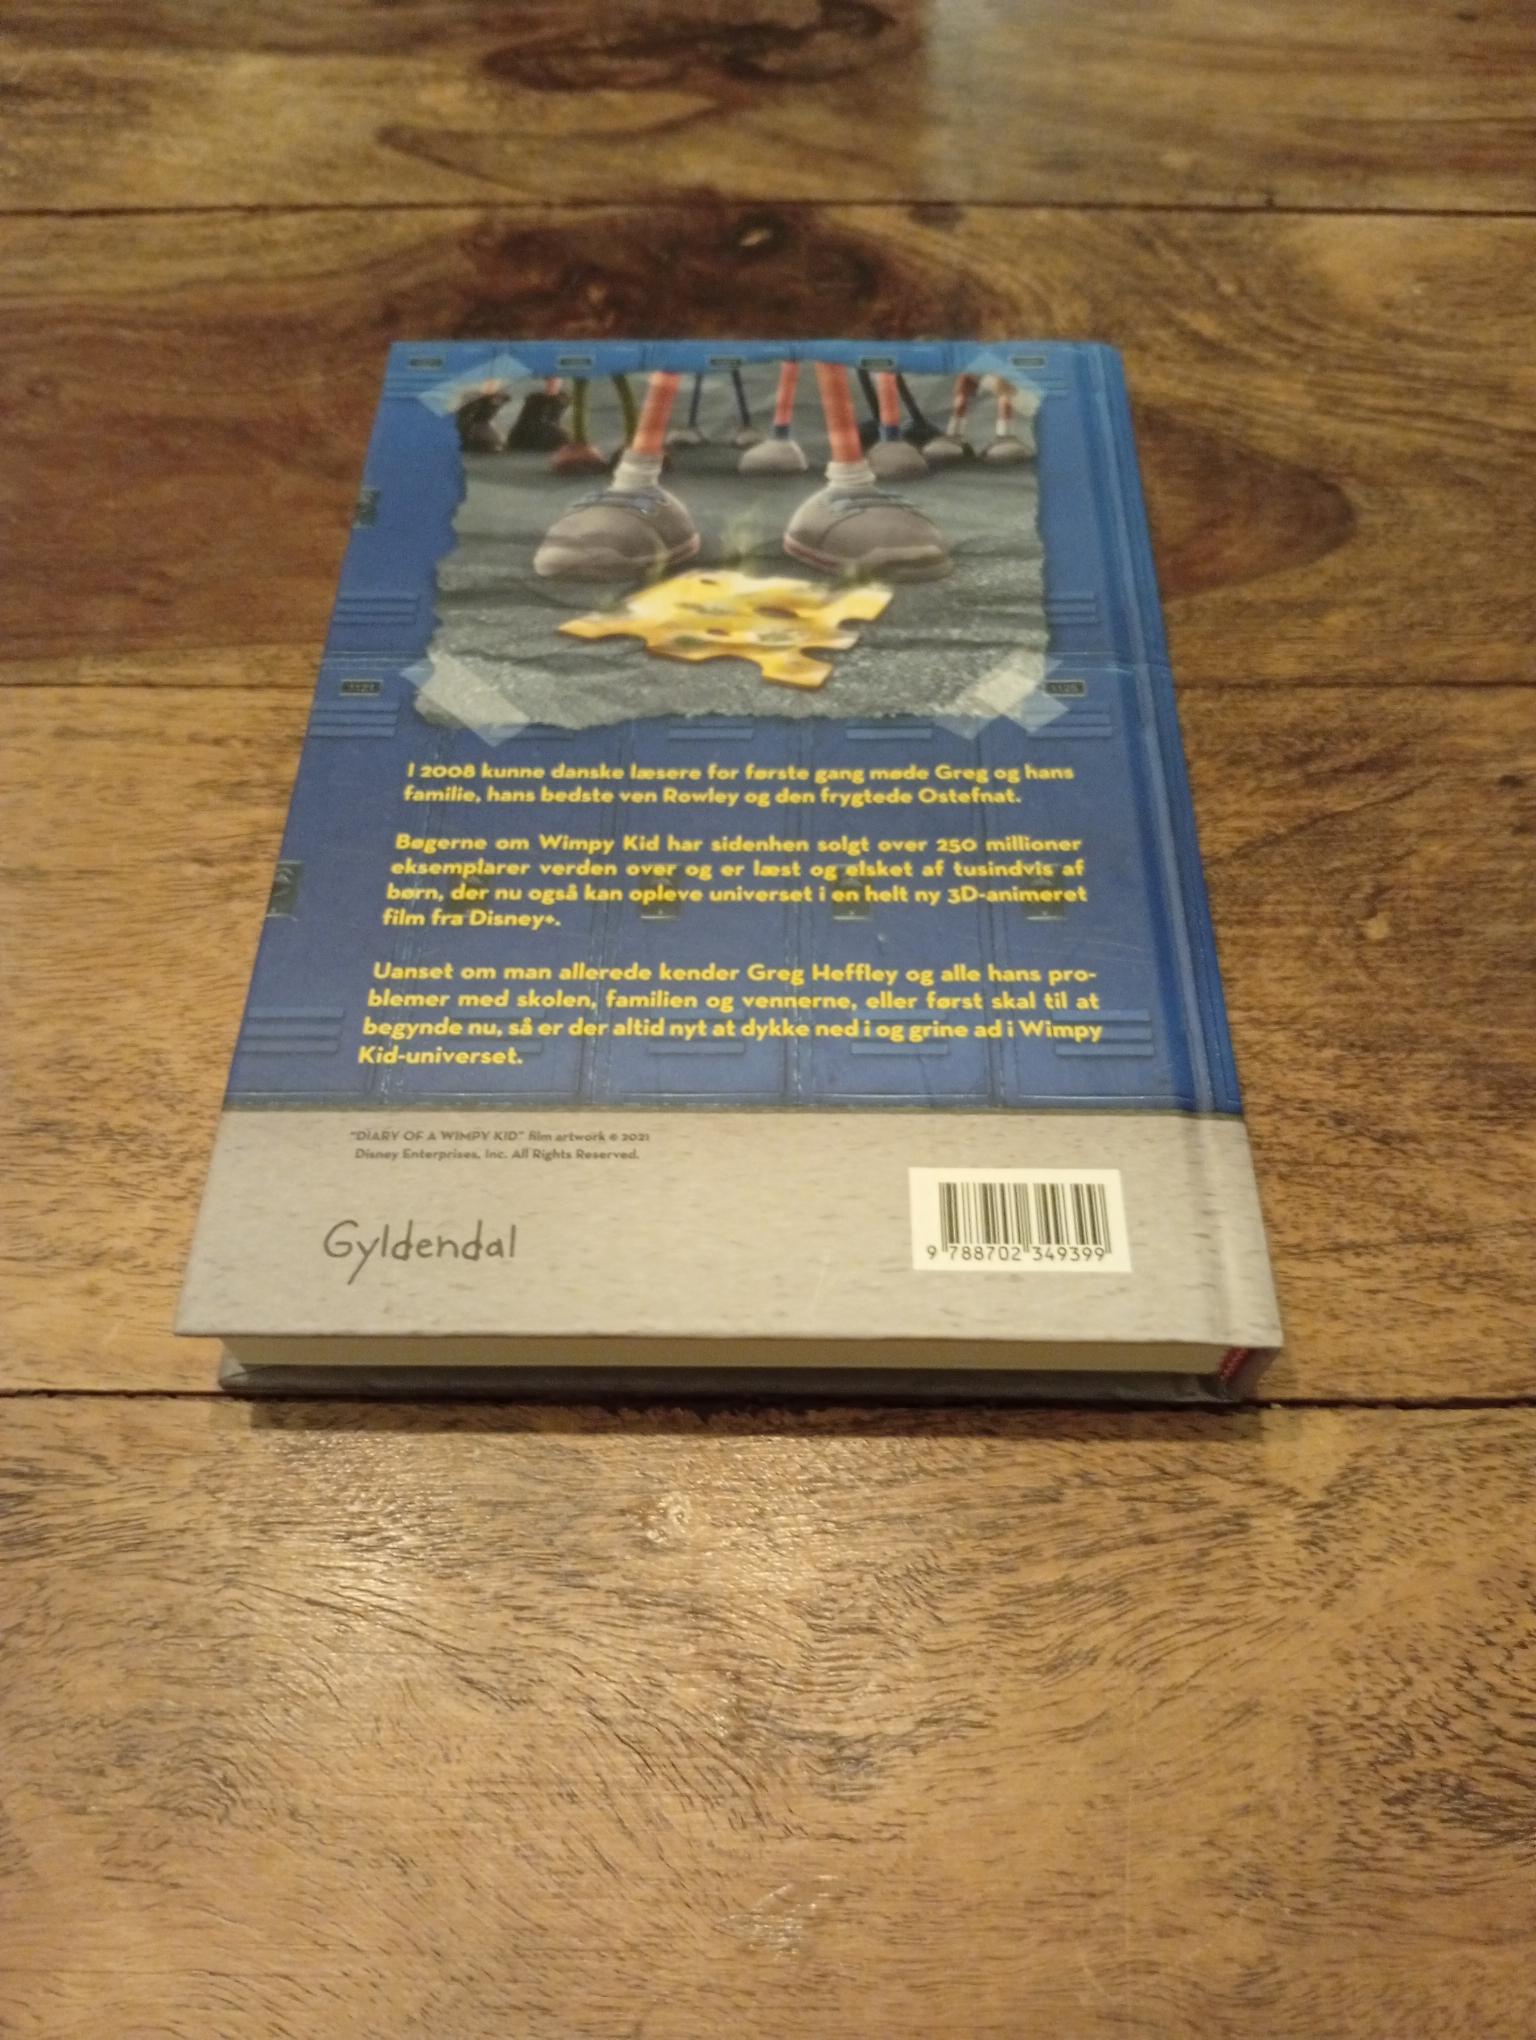 1121
1125
I 2008 kunne danske læsere for første gang møde Greg og hans
familie, hans bedste ven Rowley og den frygtede Ostefnat.
Bøgerne om Wimpy Kid har sidenhen solgt over 250 millioner
eksemplarer verden over og er læst og elsket af tusindvis af
børn, der nu også kan opleve universet i en helt ny 3D-animeret
film fra Disney+.
Uanset om man allerede kender Greg Heffley og alle hans pro-
blemer med skolen, familien og vennerne, eller først skal til at
begynde nu, så er der altid nyt at dykke ned i og grine ad i Wimpy
Kid-universet.
"DIARY OF A WIMPY KID" film artwork © 2021
Disney Enterprises, Inc. All Rights Reserved.
Gyldendal
9 788702 349399